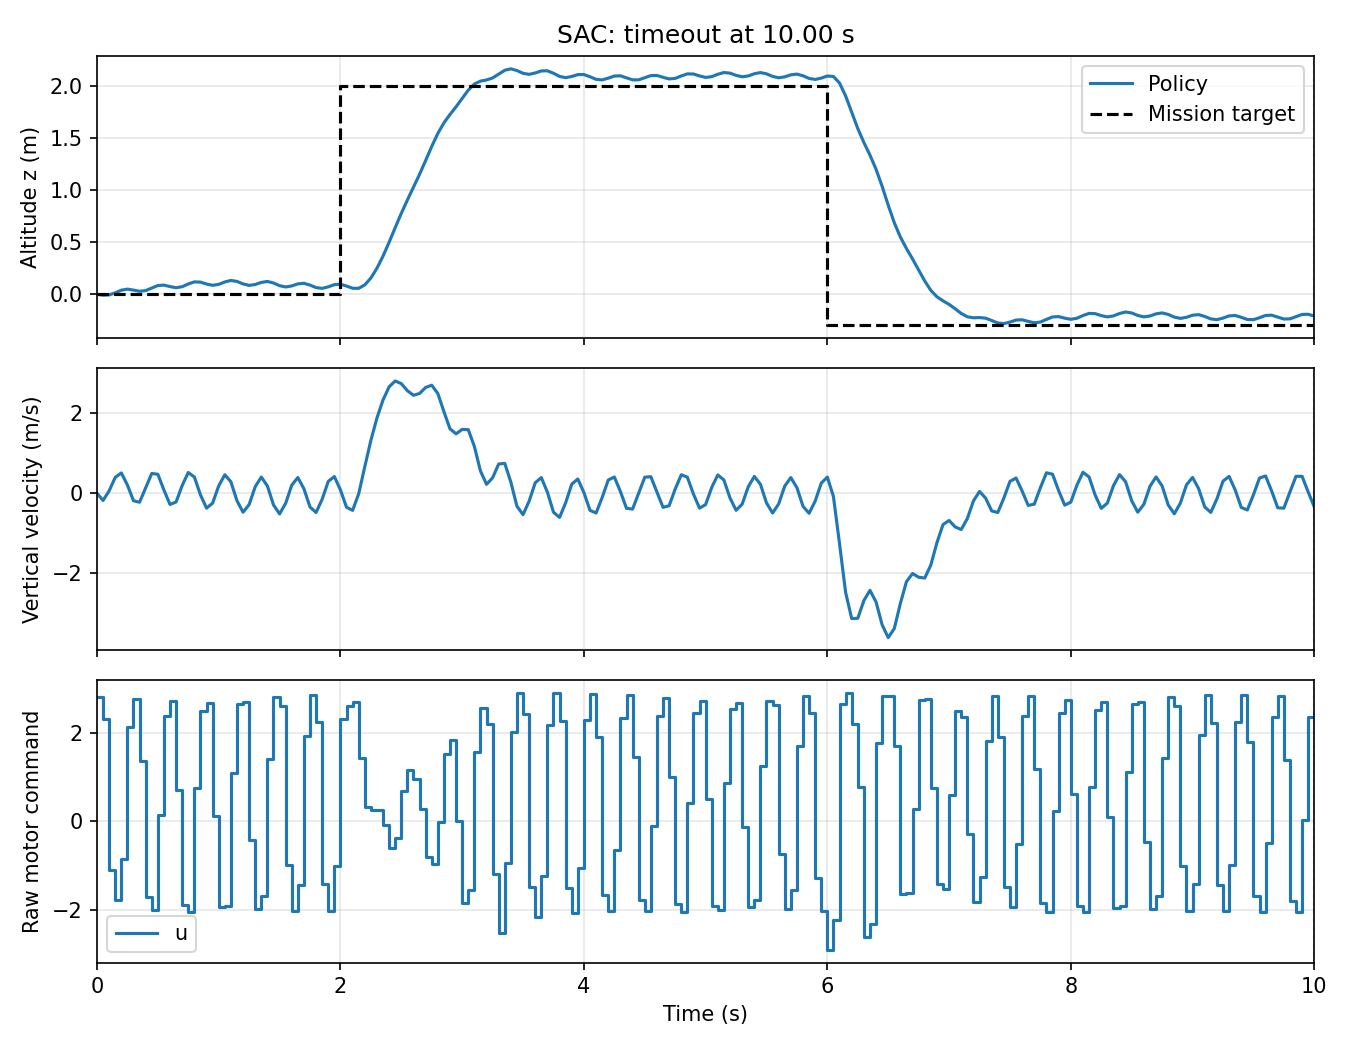 SAC: timeout at 10.00 s
Altitude z (m)
2.0
1.5
1.0
0.5
0.0
Policy
Mission target
Vertical velocity (m/s)
2
0
−2
Raw motor command
2
0
−2
u
0 2 4 6 8 10
Time (s)